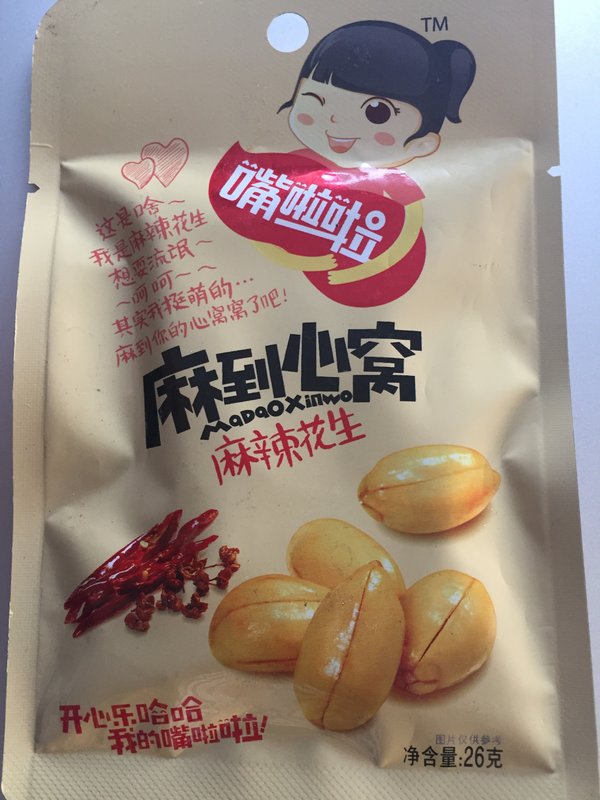 TM
嘴啦啦
这是啥~
我是麻辣花生
想要流氓~
~呵呵~~
其实我挺萌的...
麻到你的心窝窝了吧!
麻到心窝
MaDaOXinWo
麻辣花生
开心乐哈哈
我的嘴啦啦!
图片仅供参考
净含量:26克